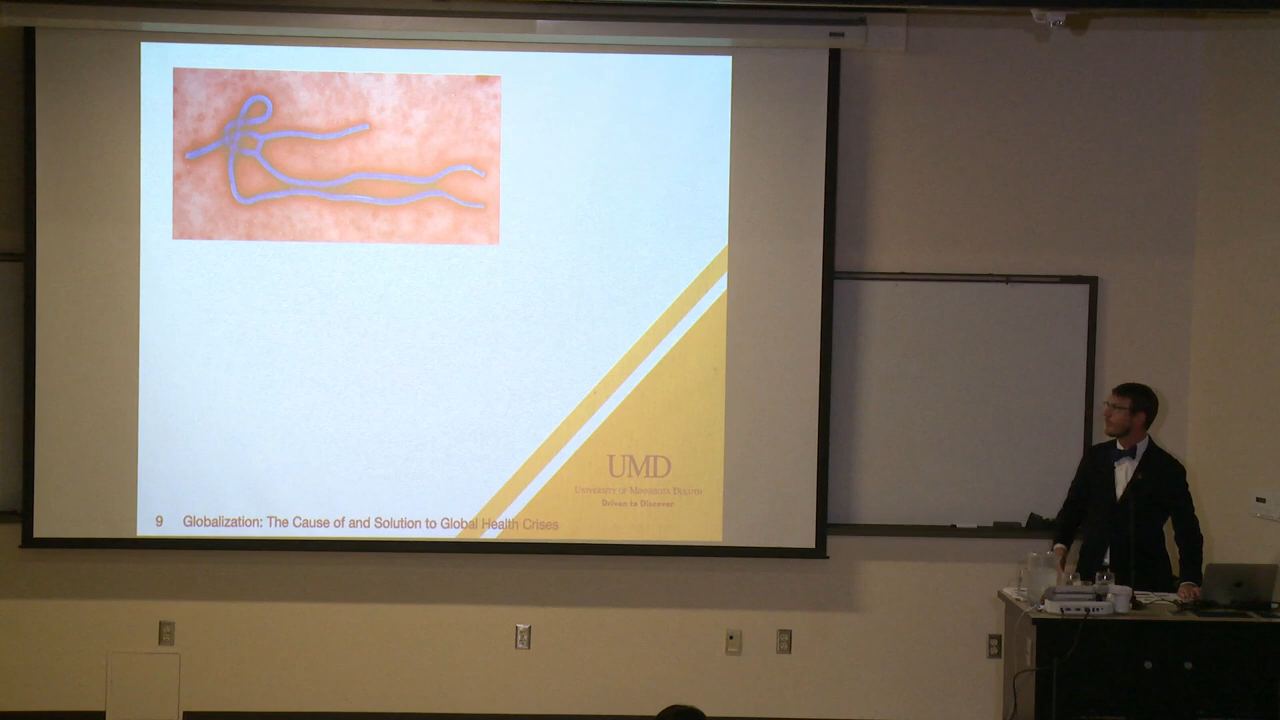 UMD
UNIVERSITY OF MINNESOTA DULUTH
Driven to Discover
9 Globalization: The Cause of and Solution to Global Health Crises